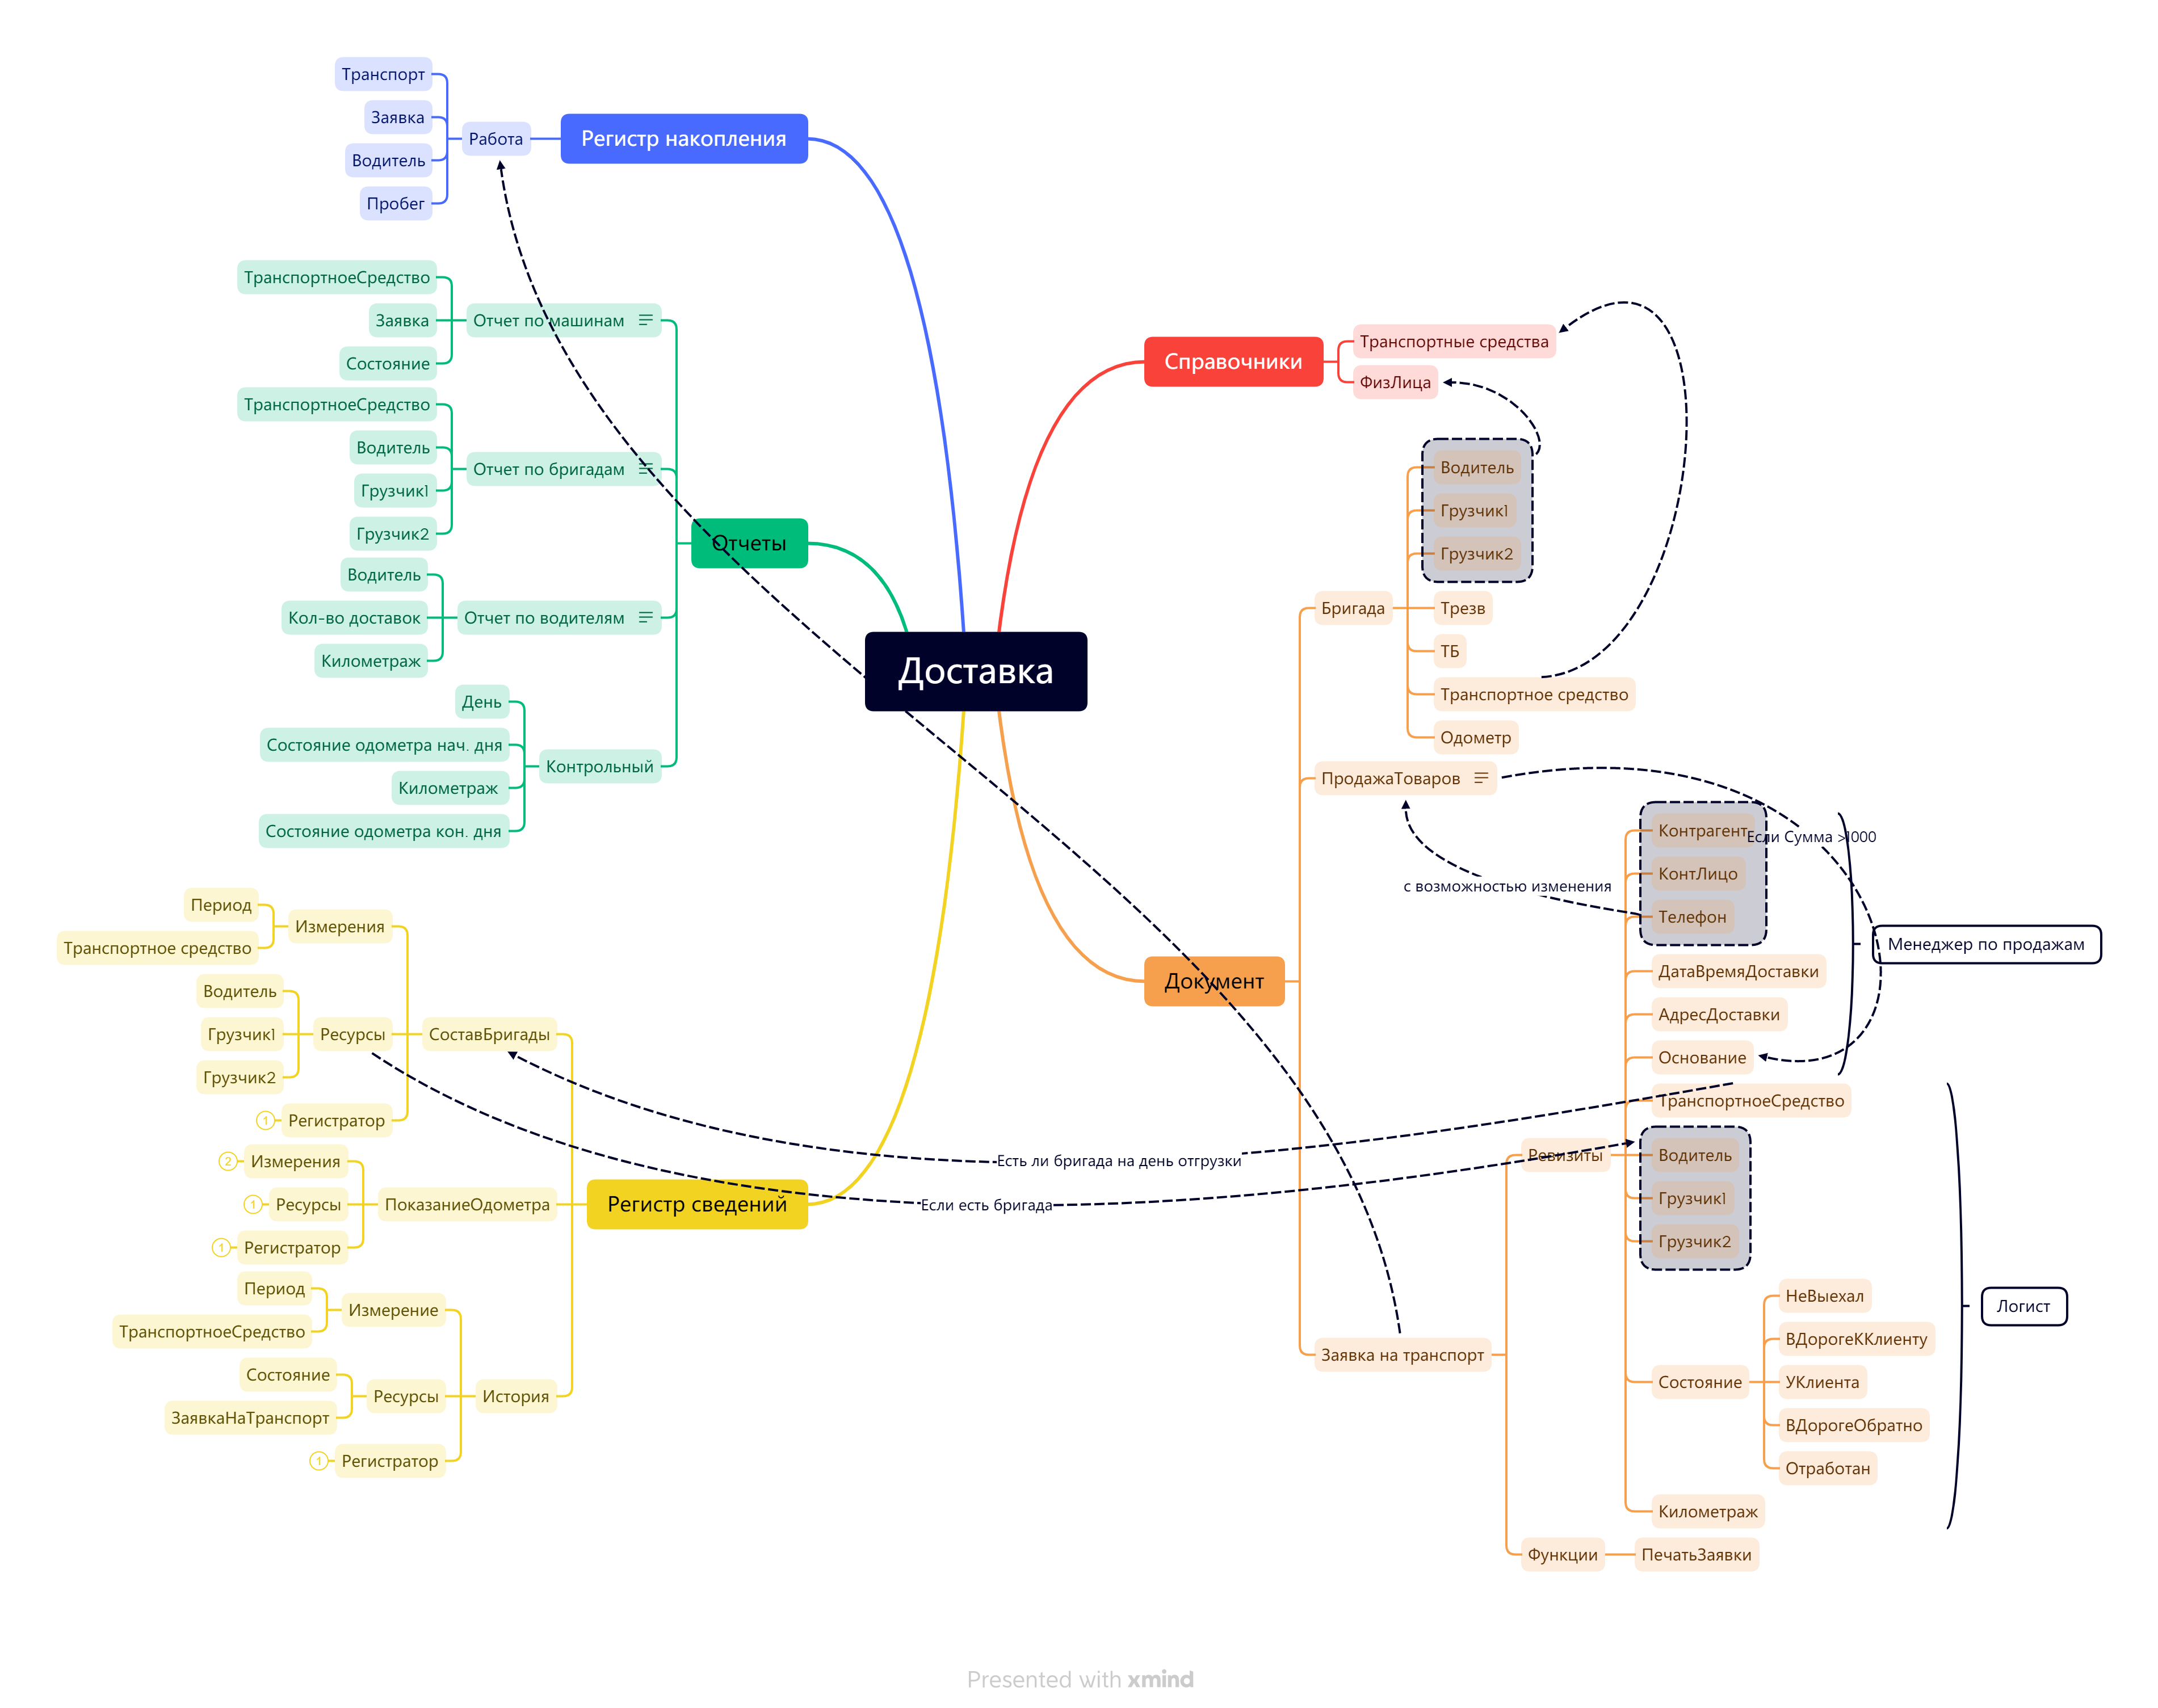 Доставка
Регистр накопления
Работа
Транспорт
Заявка
Водитель
Пробег
Отчеты
Отчет по машинам
ТранспортноеСредство
Заявка
Состояние
Отчет по бригадам
ТранспортноеСредство
Водитель
Грузчик1
Грузчик2
Отчет по водителям
Водитель
Кол-во доставок
Километраж
Контрольный
День
Состояние одометра нач. дня
Километраж
Состояние одометра кон. дня
Регистр сведений
СоставБригады
Измерения
Период
Транспортное средство
Ресурсы
Водитель
Грузчик1
Грузчик2
Регистратор
1
ПоказаниеОдометра
Измерения
2
Ресурсы
1
Регистратор
1
История
Измерение
Период
ТранспортноеСредство
Ресурсы
Состояние
ЗаявкаНаТранспорт
Регистратор
1
Справочники
Транспортные средства
ФизЛица
Документ
Бригада
Водитель
Грузчик1
Грузчик2
Трезв
ТБ
Транспортное средство
Одометр
ПродажаТоваров
Заявка на транспорт
Ревизиты
Контрагент
КонтЛицо
Телефон
ДатаВремяДоставки
АдресДоставки
Основание
ТранспортноеСредство
Водитель
Грузчик1
Грузчик2
Состояние
НеВыехал
ВДорогеККлиенту
УКлиента
ВДорогеОбратно
Отработан
Километраж
Функции
ПечатьЗаявки
Если Сумма >1000
с возможностью изменения
Менеджер по продажам
Логист
Есть ли бригада на день отгрузки
Если есть бригада
Presented with xmind